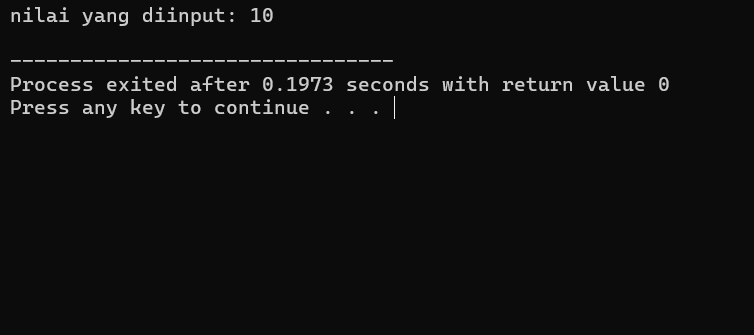 nilai yang diinput: 10
--------------------------------
Process exited after 0.1973 seconds with return value 0
Press any key to continue . . .